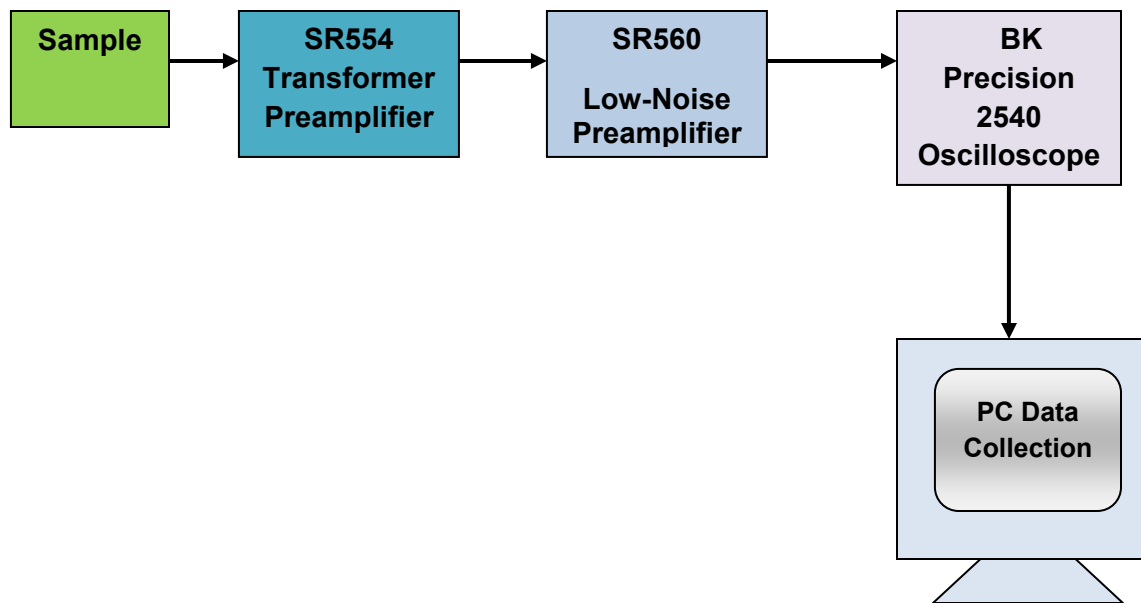 Sample
SR554
Transformer
Preamplifier
SR560
Low-Noise
Preamplifier
BK
Precision
2540
Oscilloscope
PC Data
Collection